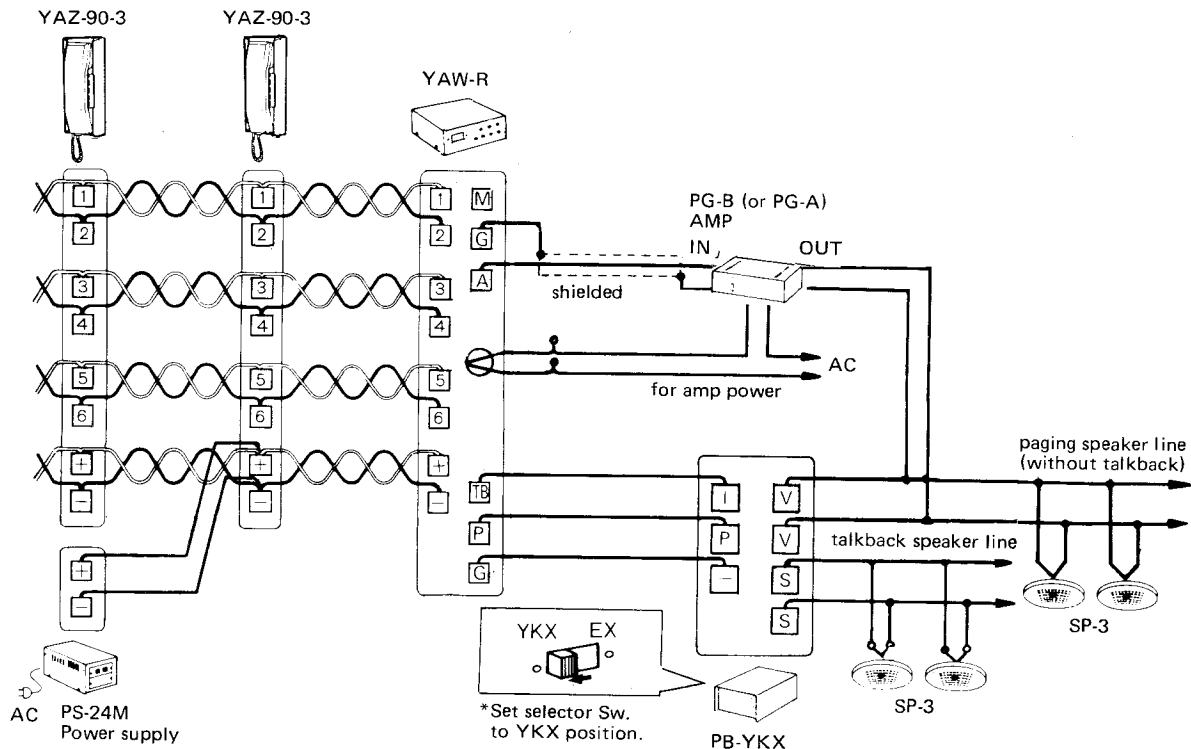 YAZ-90-3
YAZ-90-3
YAW-R
1
2
3
4
5
6
+
−
1
2
3
4
5
6
+
−
1
2
3
4
5
6
+
−
M
G
A
TB
P
G
PG-B (or PG-A)
AMP
IN
OUT
shielded
AC
for amp power
I
P
−
V
V
S
S
paging speaker line
(without talkback)
talkback speaker line
SP-3
SP-3
+
−
AC
PS-24M
Power supply
YKX
EX
*Set selector Sw.
to YKX position.
PB-YKX